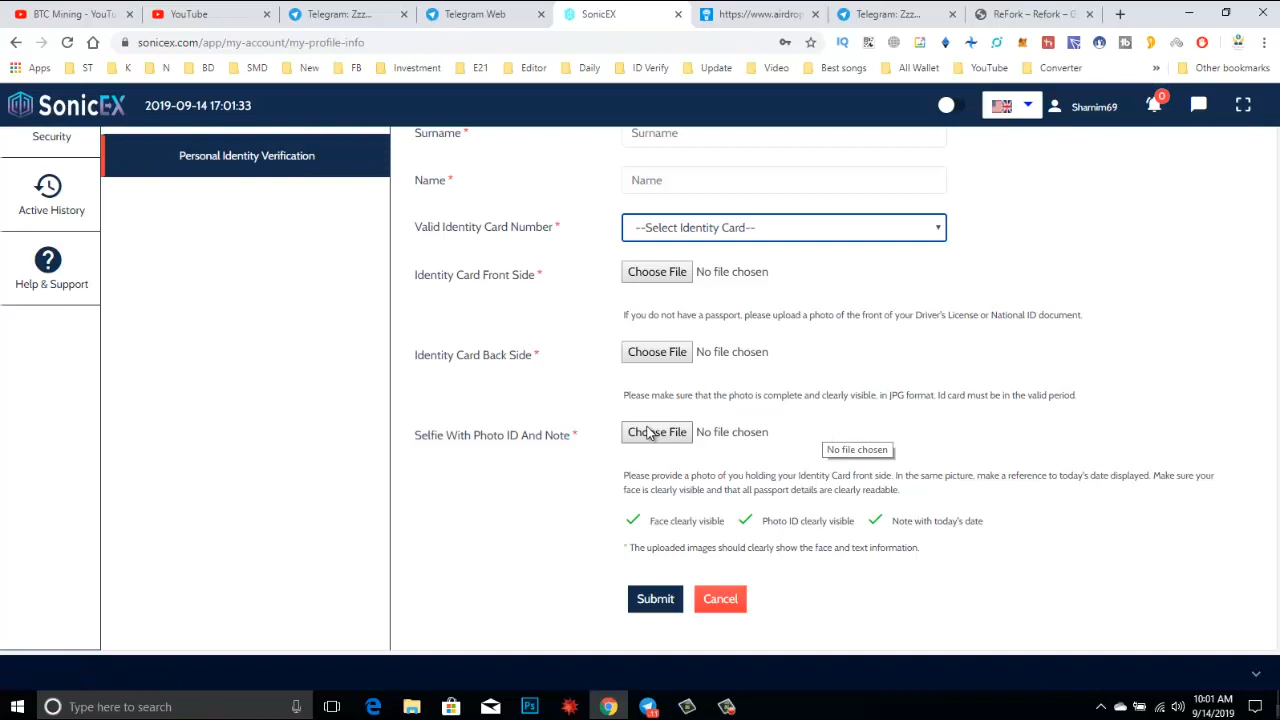 BTC Mining - YouTu
YouTube
Telegram: Zzz...
Telegram Web
SonicEX
https://www.airdrop
Telegram: Zzz...
ReFork – Refork – G
sonicex.com/app/my-account/my-profile-info
Apps ST K N BD SMD New FB Investment E21 Editor Daily ID Verify Update Video Best songs All Wallet YouTube Converter » Other bookmarks
SonicEX 2019-09-14 17:01:33 Shamim69 0
Security
Active History
Help & Support
Personal Identity Verification
Surname * Surname
Name * Name
Valid Identity Card Number * --Select Identity Card--
Identity Card Front Side * Choose File No file chosen
If you do not have a passport, please upload a photo of the front of your Driver's License or National ID document.
Identity Card Back Side * Choose File No file chosen
Please make sure that the photo is complete and clearly visible, in JPG format. Id card must be in the valid period.
Selfie With Photo ID And Note * Choose File No file chosen
No file chosen
Please provide a photo of you holding your Identity Card front side. In the same picture, make a reference to today's date displayed. Make sure your
face is clearly visible and that all passport details are clearly readable.
Face clearly visible Photo ID clearly visible Note with today's date
* The uploaded images should clearly show the face and text information.
Submit Cancel
Type here to search
10:01 AM
9/14/2019